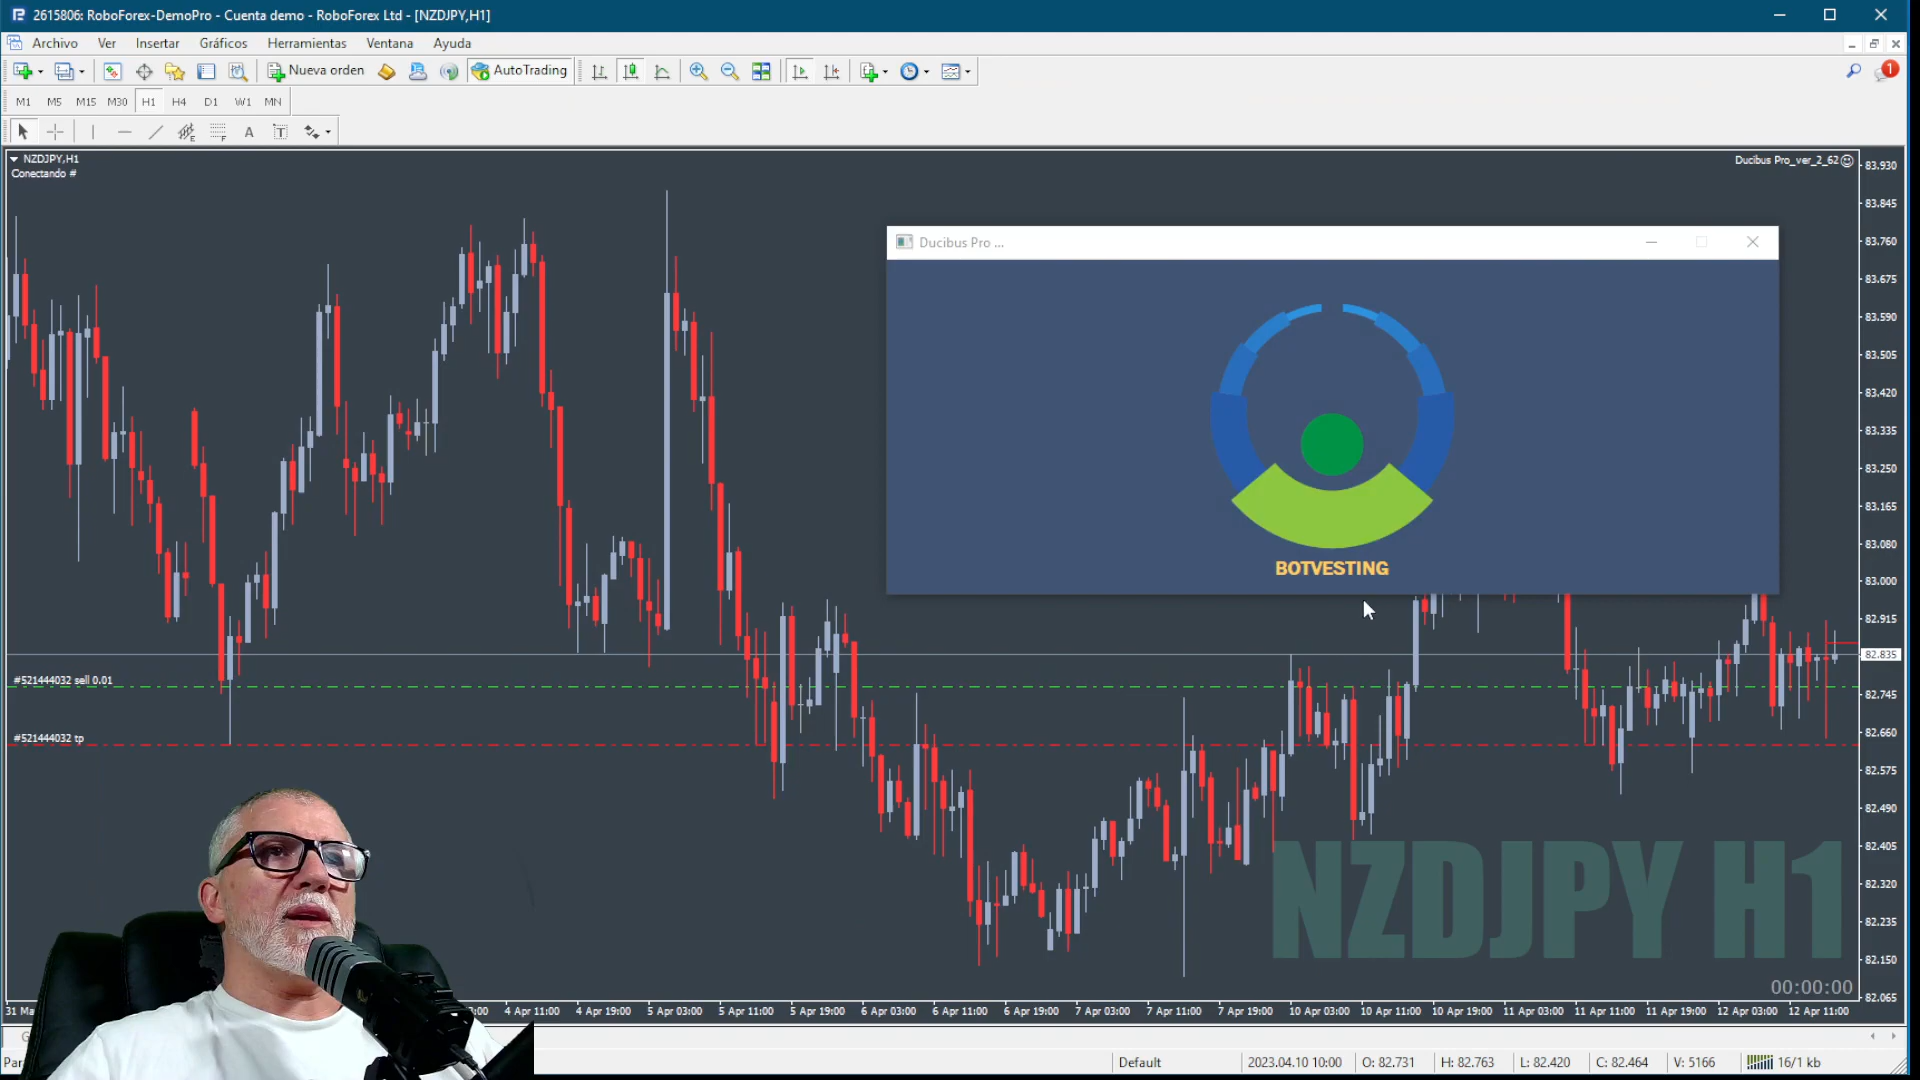 2615806: RoboForex-DemoPro - Cuenta demo - RoboForex Ltd - [NZDJPY,H1]
Archivo Ver Insertar Gráficos Herramientas Ventana Ayuda
Nueva orden AutoTrading 1
M1 M5 M15 M30 H1 H4 D1 W1 MN
A T
NZDJPY,H1
Conectando #
Ducibus Pro_ver_2_62
83.930
83.845
83.760
83.675
83.590
83.505
83.420
83.335
83.250
83.165
83.080
83.000
82.915
82.835
82.745
82.660
82.575
82.490
82.405
82.320
82.235
82.150
82.065
Ducibus Pro ...
BOTVESTING
#521444032 sell 0.01
#521444032 tp
NZDJPY H1
00:00:00
4 Apr 11:00 4 Apr 19:00 5 Apr 03:00 5 Apr 11:00 5 Apr 19:00 6 Apr 03:00 6 Apr 11:00 6 Apr 19:00 7 Apr 03:00 7 Apr 11:00 7 Apr 19:00 10 Apr 03:00 10 Apr 11:00 10 Apr 19:00 11 Apr 03:00 11 Apr 11:00 11 Apr 19:00 12 Apr 03:00 12 Apr 11:00
Default 2023.04.10 10:00 O: 82.731 H: 82.763 L: 82.420 C: 82.464 V: 5166 16/1 kb